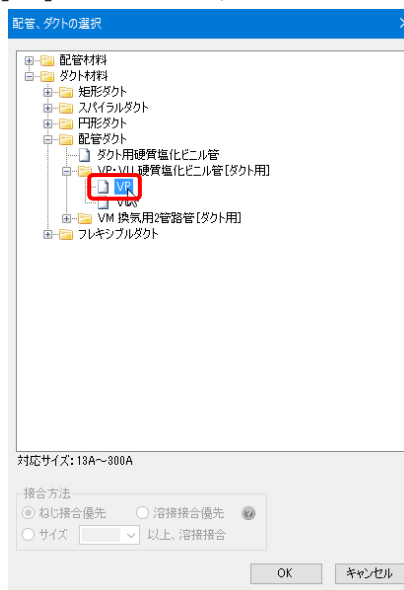 配管、ダクトの選択
配管材料
ダクト材料
矩形ダクト
スパイラルダクト
円形ダクト
配管ダクト
ダクト用硬質塩化ビニル管
VP・VU 硬質塩化ビニル管[ダクト用]
VP
VM 換気用2管路管[ダクト用]
フレキシブルダクト
対応サイズ:13A～300A
接合方法
ねじ接合優先 溶接接合優先
サイズ 以上、溶接接合
OK キャンセル